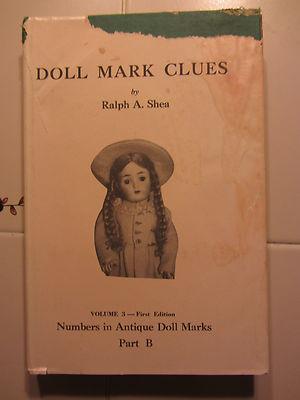 DOLL MARK CLUES
by
Ralph A. Shea
VOLUME 3 — First Edition
Numbers in Antique Doll Marks
Part B